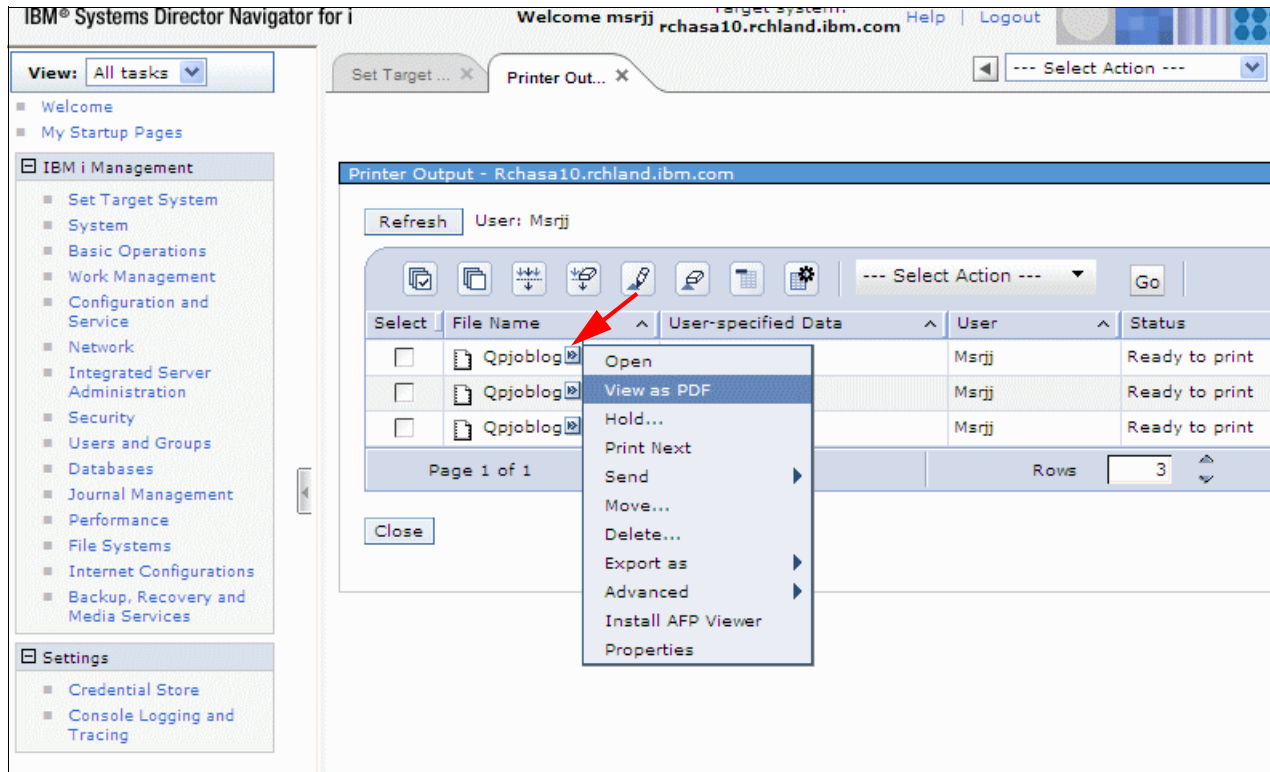 IBM® Systems Director Navigator for i
Welcome msrjj
Target system:
rchasa10.rchland.ibm.com
Help | Logout
View: All tasks
Set Target ...
Printer Out...
--- Select Action ---
Welcome
My Startup Pages
IBM i Management
Set Target System
System
Basic Operations
Work Management
Configuration and
Service
Network
Integrated Server
Administration
Security
Users and Groups
Databases
Journal Management
Performance
File Systems
Internet Configurations
Backup, Recovery and
Media Services
Settings
Credential Store
Console Logging and
Tracing
Printer Output - Rchasa10.rchland.ibm.com
Refresh User: Msrjj
--- Select Action --- Go
Select File Name User-specified Data User Status
Qpjoblog Msrjj Ready to print
Qpjoblog Msrjj Ready to print
Qpjoblog Msrjj Ready to print
Page 1 of 1 Rows 3
Close
Open
View as PDF
Hold...
Print Next
Send
Move...
Delete...
Export as
Advanced
Install AFP Viewer
Properties